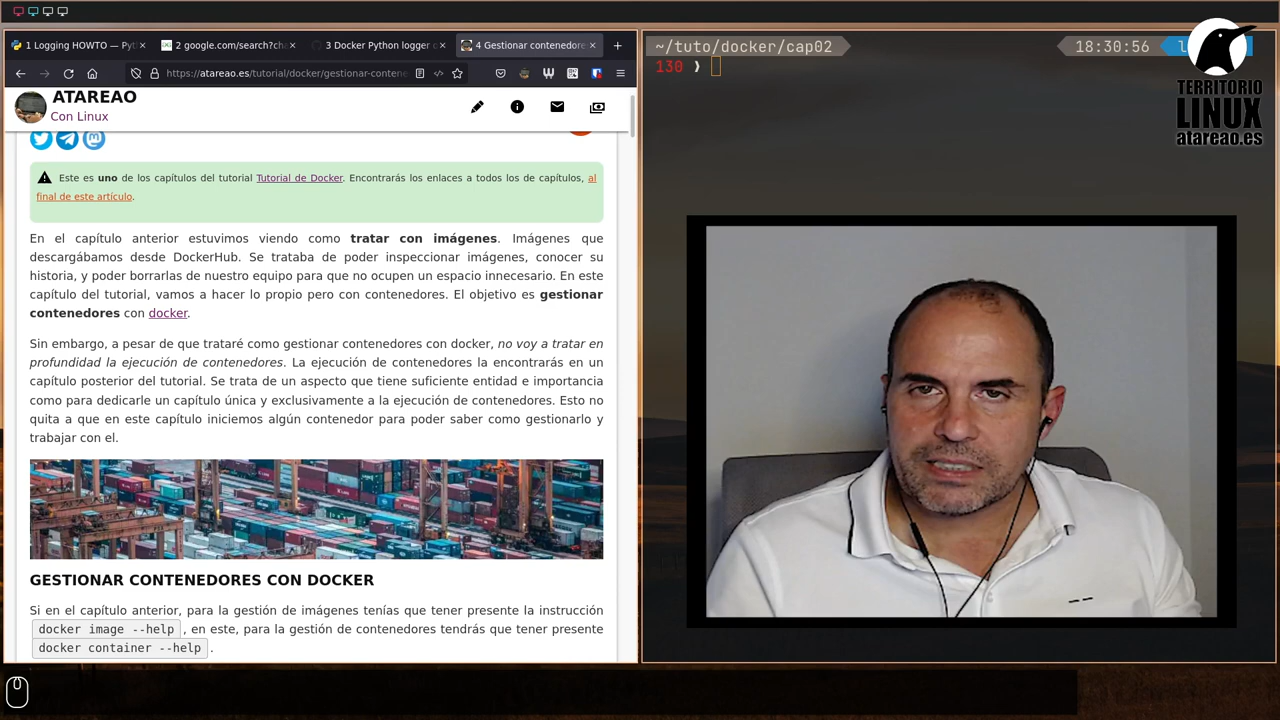 1 Logging HOWTO — Pyt
2 google.com/search?ch
3 Docker Python logger o
4 Gestionar contenedore
https://atareao.es/tutorial/docker/gestionar-contene
ATAREAO
Con Linux
Este es uno de los capítulos del tutorial Tutorial de Docker. Encontrarás los enlaces a todos los de capítulos, al
final de este artículo.
En el capítulo anterior estuvimos viendo como tratar con imágenes. Imágenes que
descargábamos desde DockerHub. Se trataba de poder inspeccionar imágenes, conocer su
historia, y poder borrarlas de nuestro equipo para que no ocupen un espacio innecesario. En este
capítulo del tutorial, vamos a hacer lo propio pero con contenedores. El objetivo es gestionar
contenedores con docker.
Sin embargo, a pesar de que trataré como gestionar contenedores con docker, no voy a tratar en
profundidad la ejecución de contenedores. La ejecución de contenedores la encontrarás en un
capítulo posterior del tutorial. Se trata de un aspecto que tiene suficiente entidad e importancia
como para dedicarle un capítulo única y exclusivamente a la ejecución de contenedores. Esto no
quita a que en este capítulo iniciemos algún contenedor para poder saber como gestionarlo y
trabajar con el.
GESTIONAR CONTENEDORES CON DOCKER
Si en el capítulo anterior, para la gestión de imágenes tenías que tener presente la instrucción
docker image --help , en este, para la gestión de contenedores tendrás que tener presente
docker container --help .
~/tuto/docker/cap02
18:30:56
130 ❯
TERRITORIO
LINUX
atareao.es